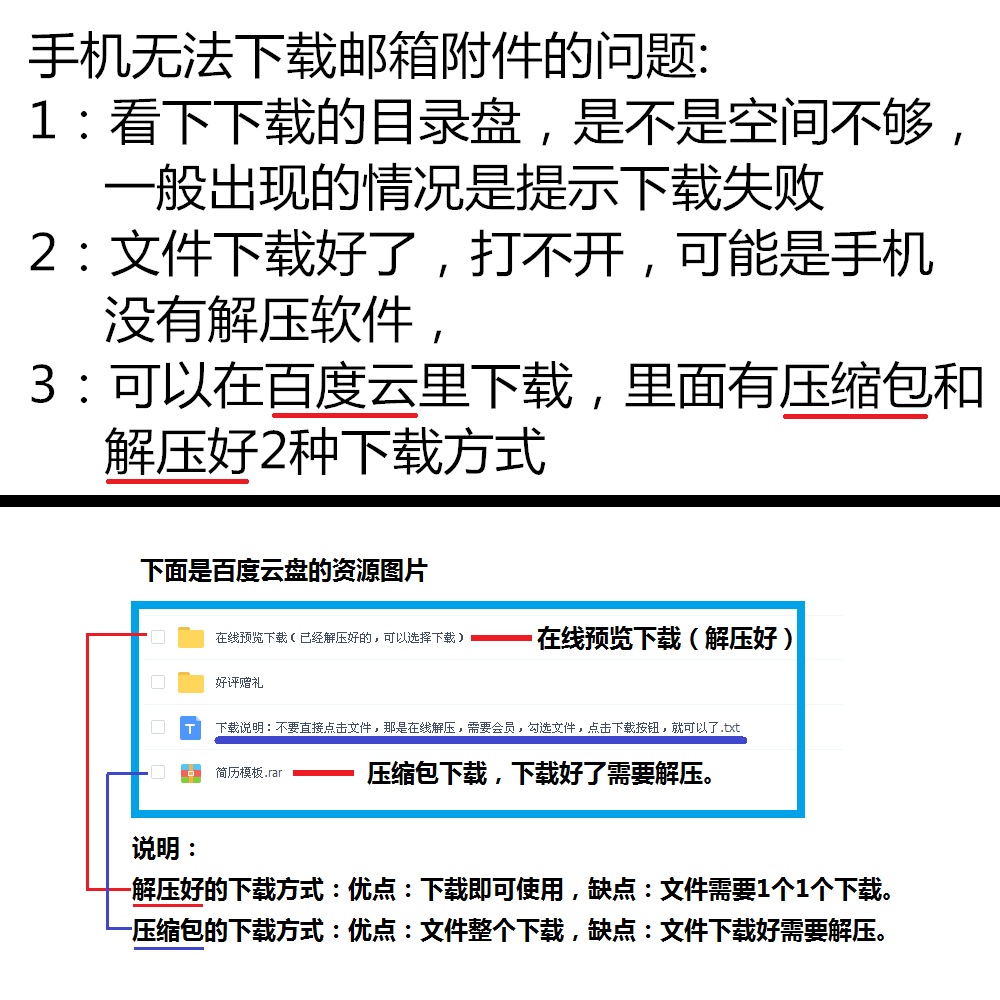 手机无法下载邮箱附件的问题:
1：看下下载的目录盘，是不是空间不够，
一般出现的情况是提示下载失败
2：文件下载好了，打不开，可能是手机
没有解压软件，
3：可以在百度云里下载，里面有压缩包和
解压好2种下载方式
下面是百度云盘的资源图片
在线预览下载（已经解压好的，可以选择下载） 在线预览下载（解压好）
好评赠礼
T 下载说明：不要直接点击文件，那是在线解压，需要会员，勾选文件，点击下载按钮，就可以了.txt
简历模板.rar 压缩包下载，下载好了需要解压。
说明：
解压好的下载方式：优点：下载即可使用，缺点：文件需要1个1个下载。
压缩包的下载方式：优点：文件整个下载，缺点：文件下载好需要解压。